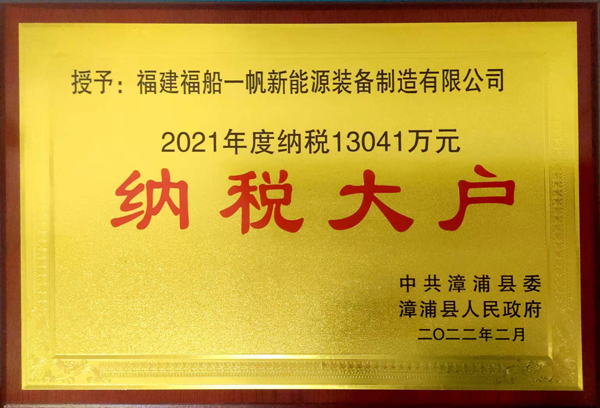 授予：福建福船一帆新能源装备制造有限公司
2021年度纳税13041万元
纳税大户
中共漳浦县委
漳浦县人民政府
二〇二二年二月